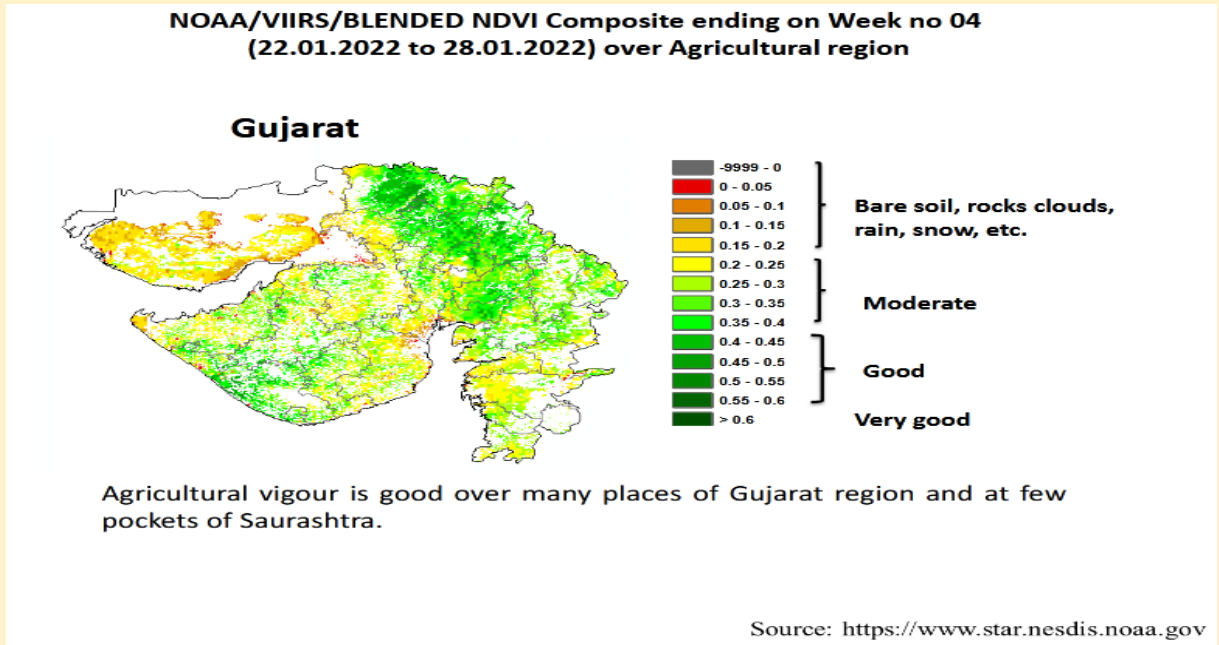 NOAA/VIIRS/BLENDED NDVI Composite ending on Week no 04
(22.01.2022 to 28.01.2022) over Agricultural region
Gujarat
-9999 - 0
0 - 0.05
0.05 - 0.1
0.1 - 0.15
0.15 - 0.2
0.2 - 0.25
0.25 - 0.3
0.3 - 0.35
0.35 - 0.4
0.4 - 0.45
0.45 - 0.5
0.5 - 0.55
0.55 - 0.6
> 0.6
Bare soil, rocks clouds,
rain, snow, etc.
Moderate
Good
Very good
Agricultural vigour is good over many places of Gujarat region and at few
pockets of Saurashtra.
Source: https://www.star.nesdis.noaa.gov